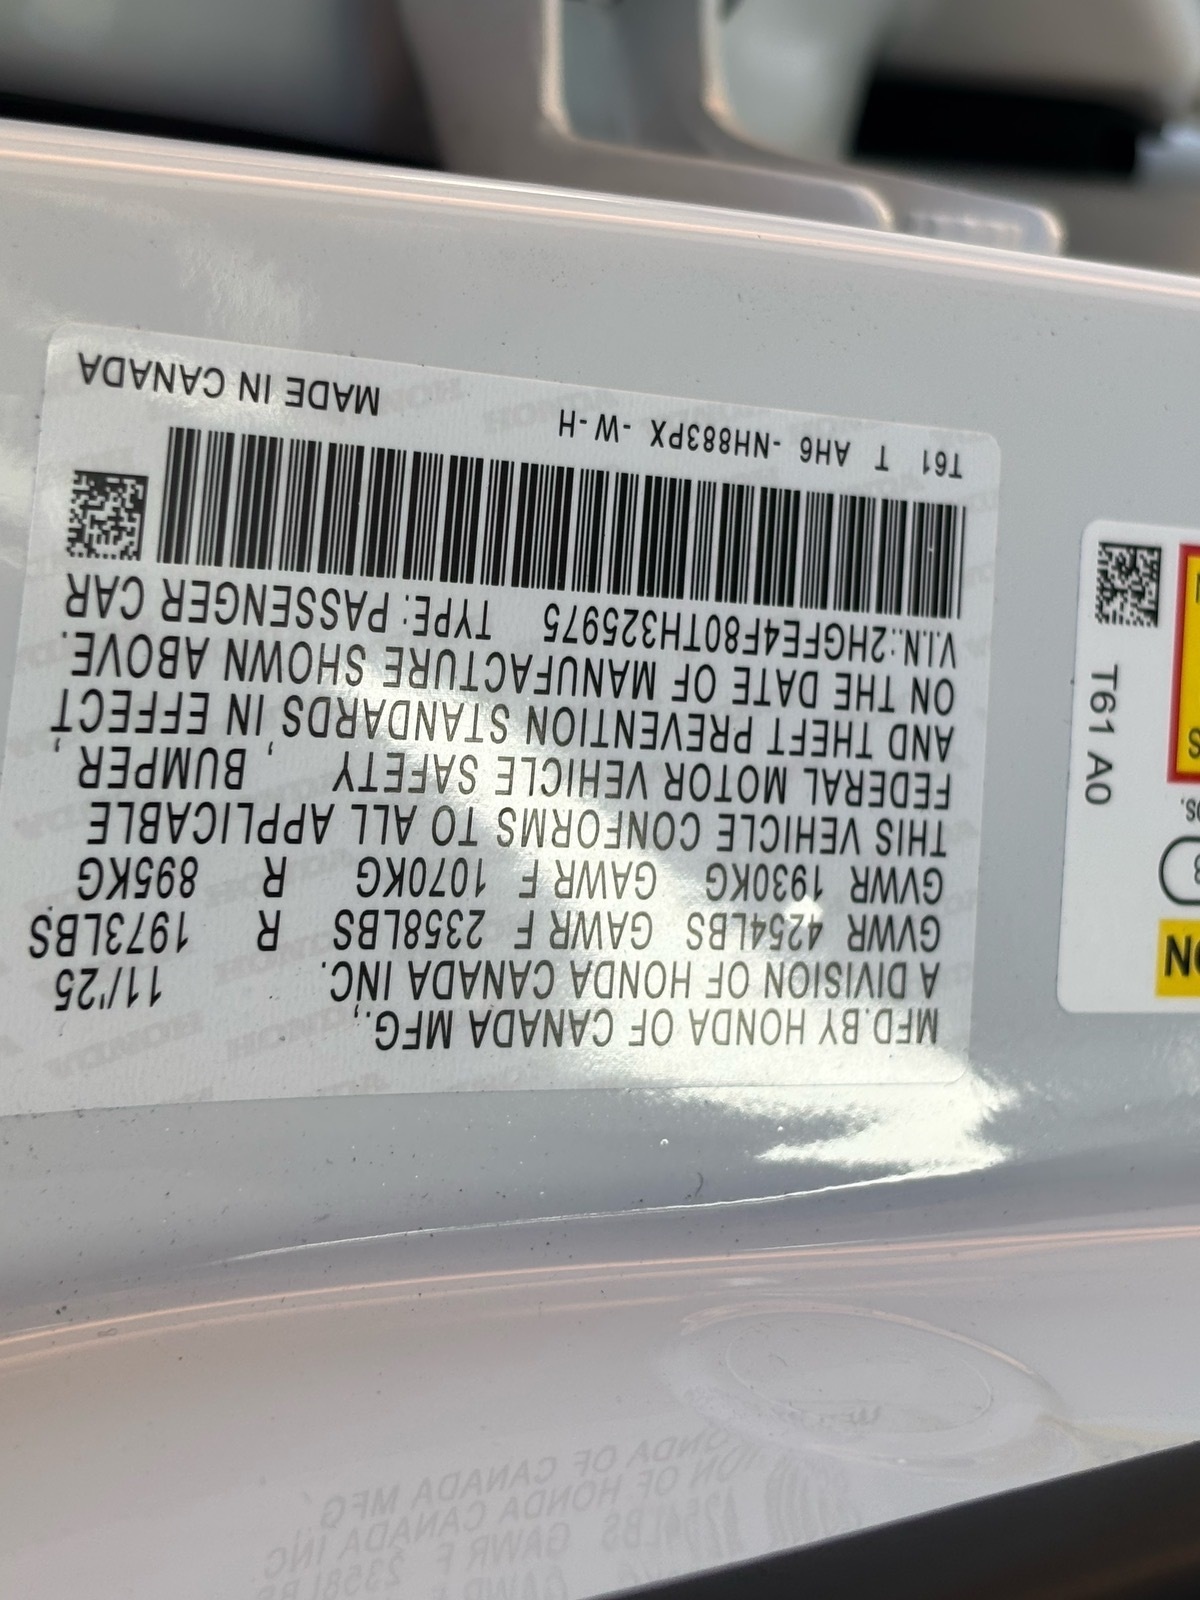 MFD.BY HONDA OF CANADA MFG.,
A DIVISION OF HONDA CANADA INC. 11/'25
GVWR 4254LBS GAWR F 2358LBS R 1973LBS
GVWR 1930KG GAWR F 1070KG R 895KG
THIS VEHICLE CONFORMS TO ALL APPLICABLE
FEDERAL MOTOR VEHICLE SAFETY , BUMPER ,
AND THEFT PREVENTION STANDARDS, IN EFFECT
ON THE DATE OF MANUFACTURE SHOWN ABOVE.
V.I.N.:2HGFE4F80TH325975 TYPE: PASSENGER CAR
T61 T AH6 -NH883PX -W-H MADE IN CANADA
T61 A0